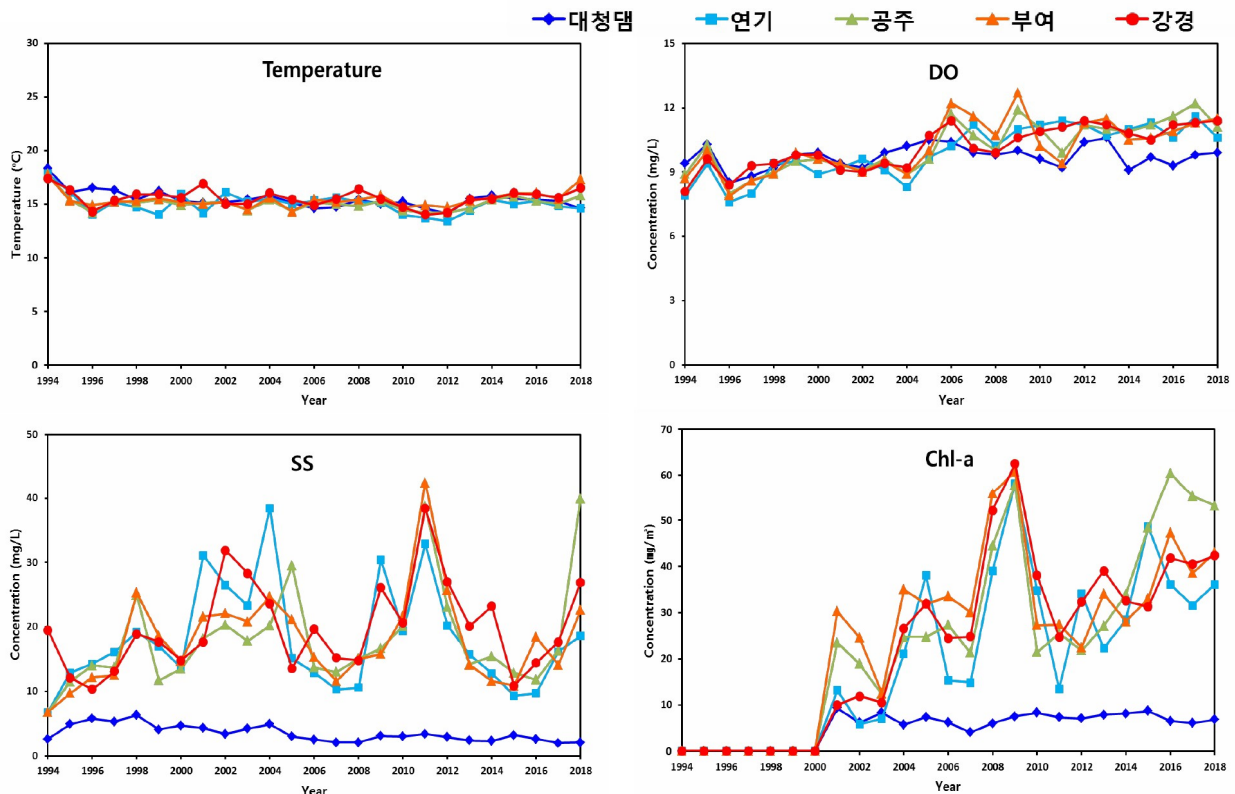 대청댐 연기 공주 부여 강경
Temperature
Temperature (℃)
30
25
20
15
10
5
0
1994 1996 1998 2000 2002 2004 2006 2008 2010 2012 2014 2016 2018
Year
DO
Concentration (mg/L)
15
12
9
6
3
0
1994 1996 1998 2000 2002 2004 2006 2008 2010 2012 2014 2016 2018
Year
SS
Concentration (mg/L)
50
40
30
20
10
0
1994 1996 1998 2000 2002 2004 2006 2008 2010 2012 2014 2016 2018
Year
Chl-a
Concentration (㎎/㎥)
70
60
50
40
30
20
10
0
1994 1996 1998 2000 2002 2004 2006 2008 2010 2012 2014 2016 2018
Year